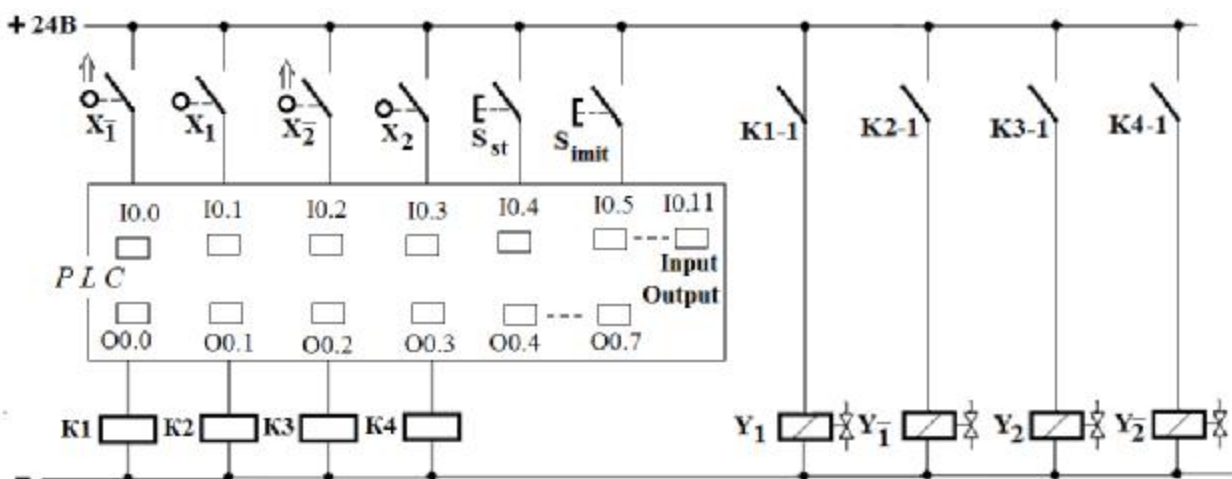 + 24В
X1̅ X1 X2̅ X2 Sst Simit K1-1 K2-1 K3-1 K4-1
I0.0 I0.1 I0.2 I0.3 I0.4 I0.5 I0.11
Input
PLC
Output
O0.0 O0.1 O0.2 O0.3 O0.4 O0.7
K1 K2 K3 K4 Y1 Y1̅ Y2 Y2̅
–